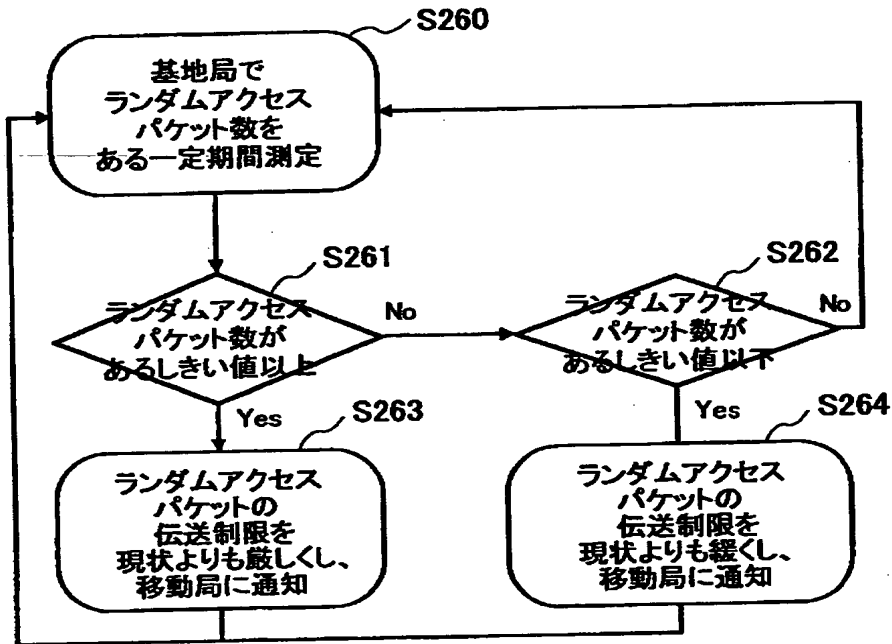 S260
基地局で
ランダムアクセス
パケット数を
ある一定期間測定
S261
ランダムアクセス
パケット数が
あるしきい値以上
No
Yes
S262
ランダムアクセス
パケット数が
あるしきい値以下
No
Yes
S263
ランダムアクセス
パケットの
伝送制限を
現状よりも厳しくし、
移動局に通知
S264
ランダムアクセス
パケットの
伝送制限を
現状よりも緩くし、
移動局に通知